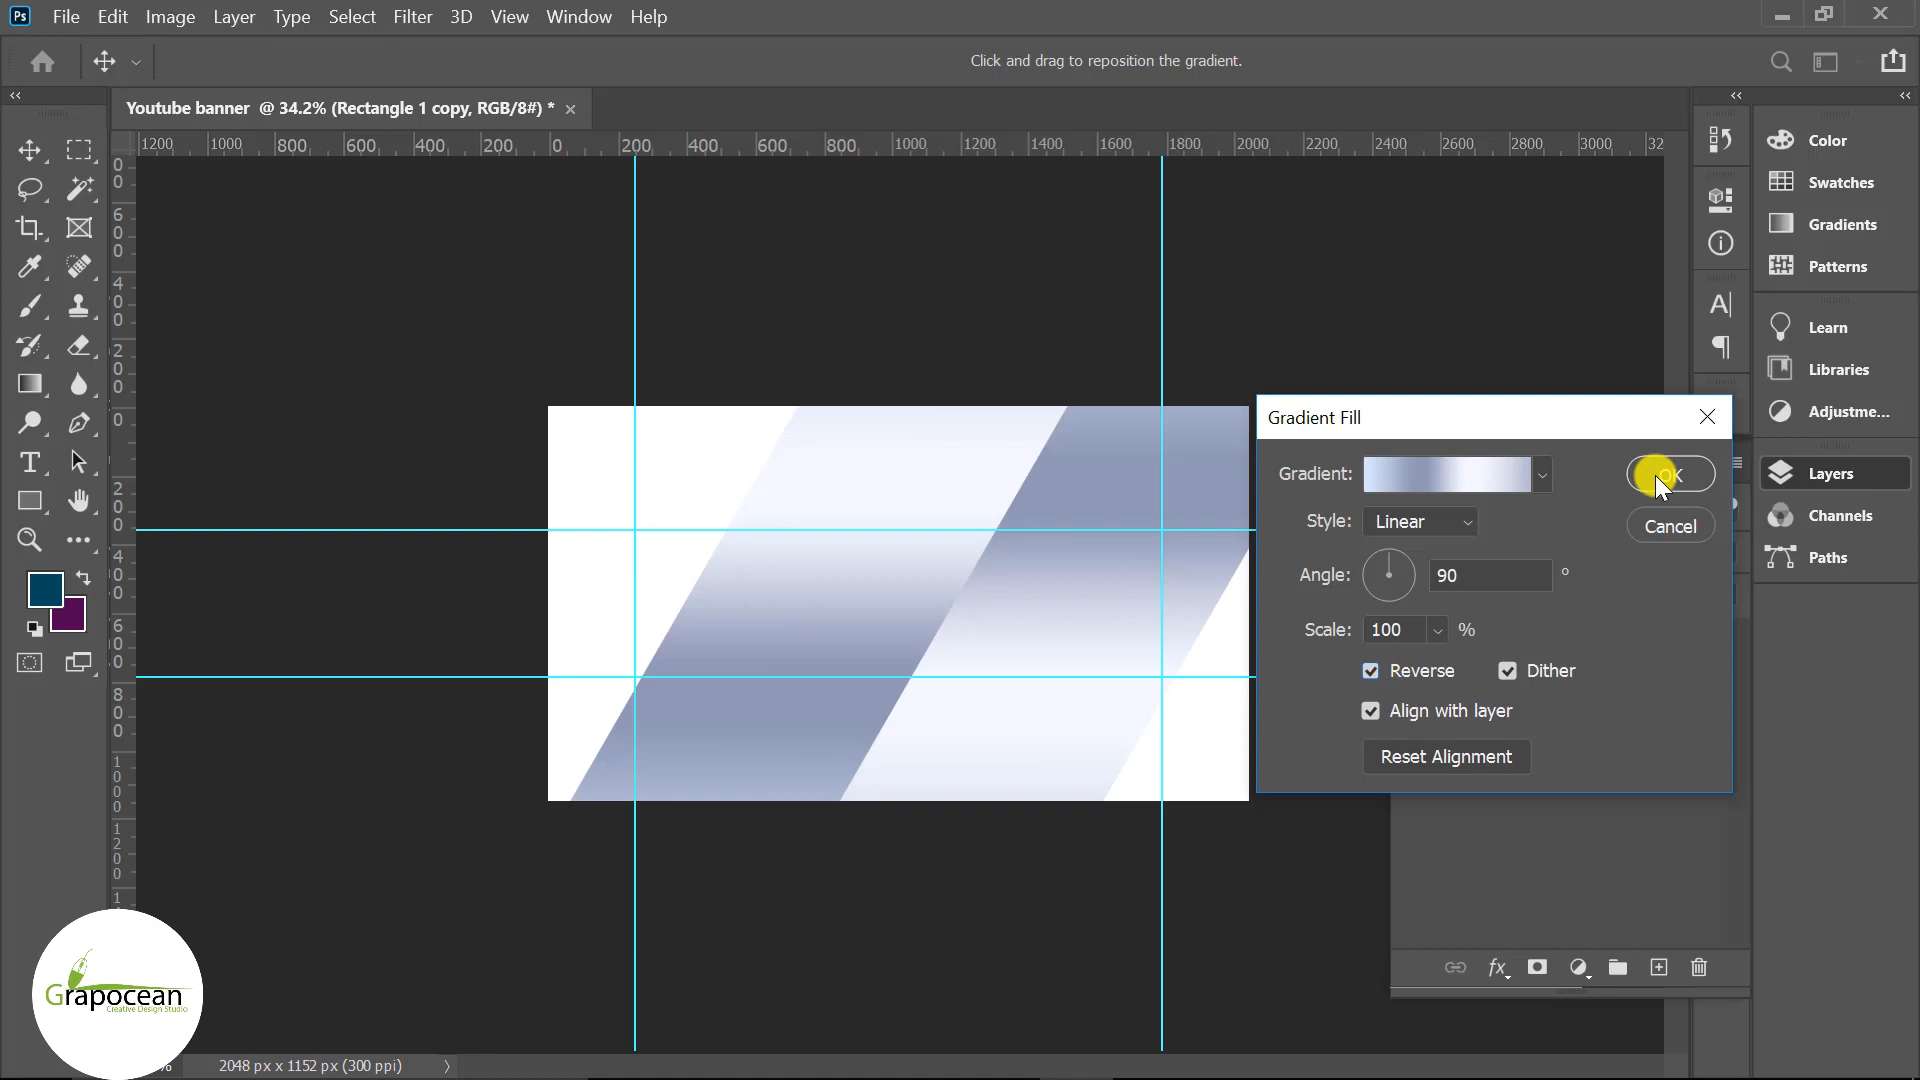 Ps File Edit Image Layer Type Select Filter 3D View Window Help
Click and drag to reposition the gradient.
Youtube banner @ 34.2% (Rectangle 1 copy, RGB/8#) *
1200 1000 800 600 400 200 0 200 400 600 800 1000 1200 1400 1600 1800 2000 2200 2400 2600 2800 3000 32
Color
Swatches
Gradients
Patterns
Learn
Libraries
Adjustme...
Layers
Channels
Paths
Gradient Fill
Gradient:
OK
Style: Linear
Cancel
Angle: 90 °
Scale: 100 %
Reverse Dither
Align with layer
Reset Alignment
fx
Grapocean
Creative Design Studio
2048 px x 1152 px (300 ppi)